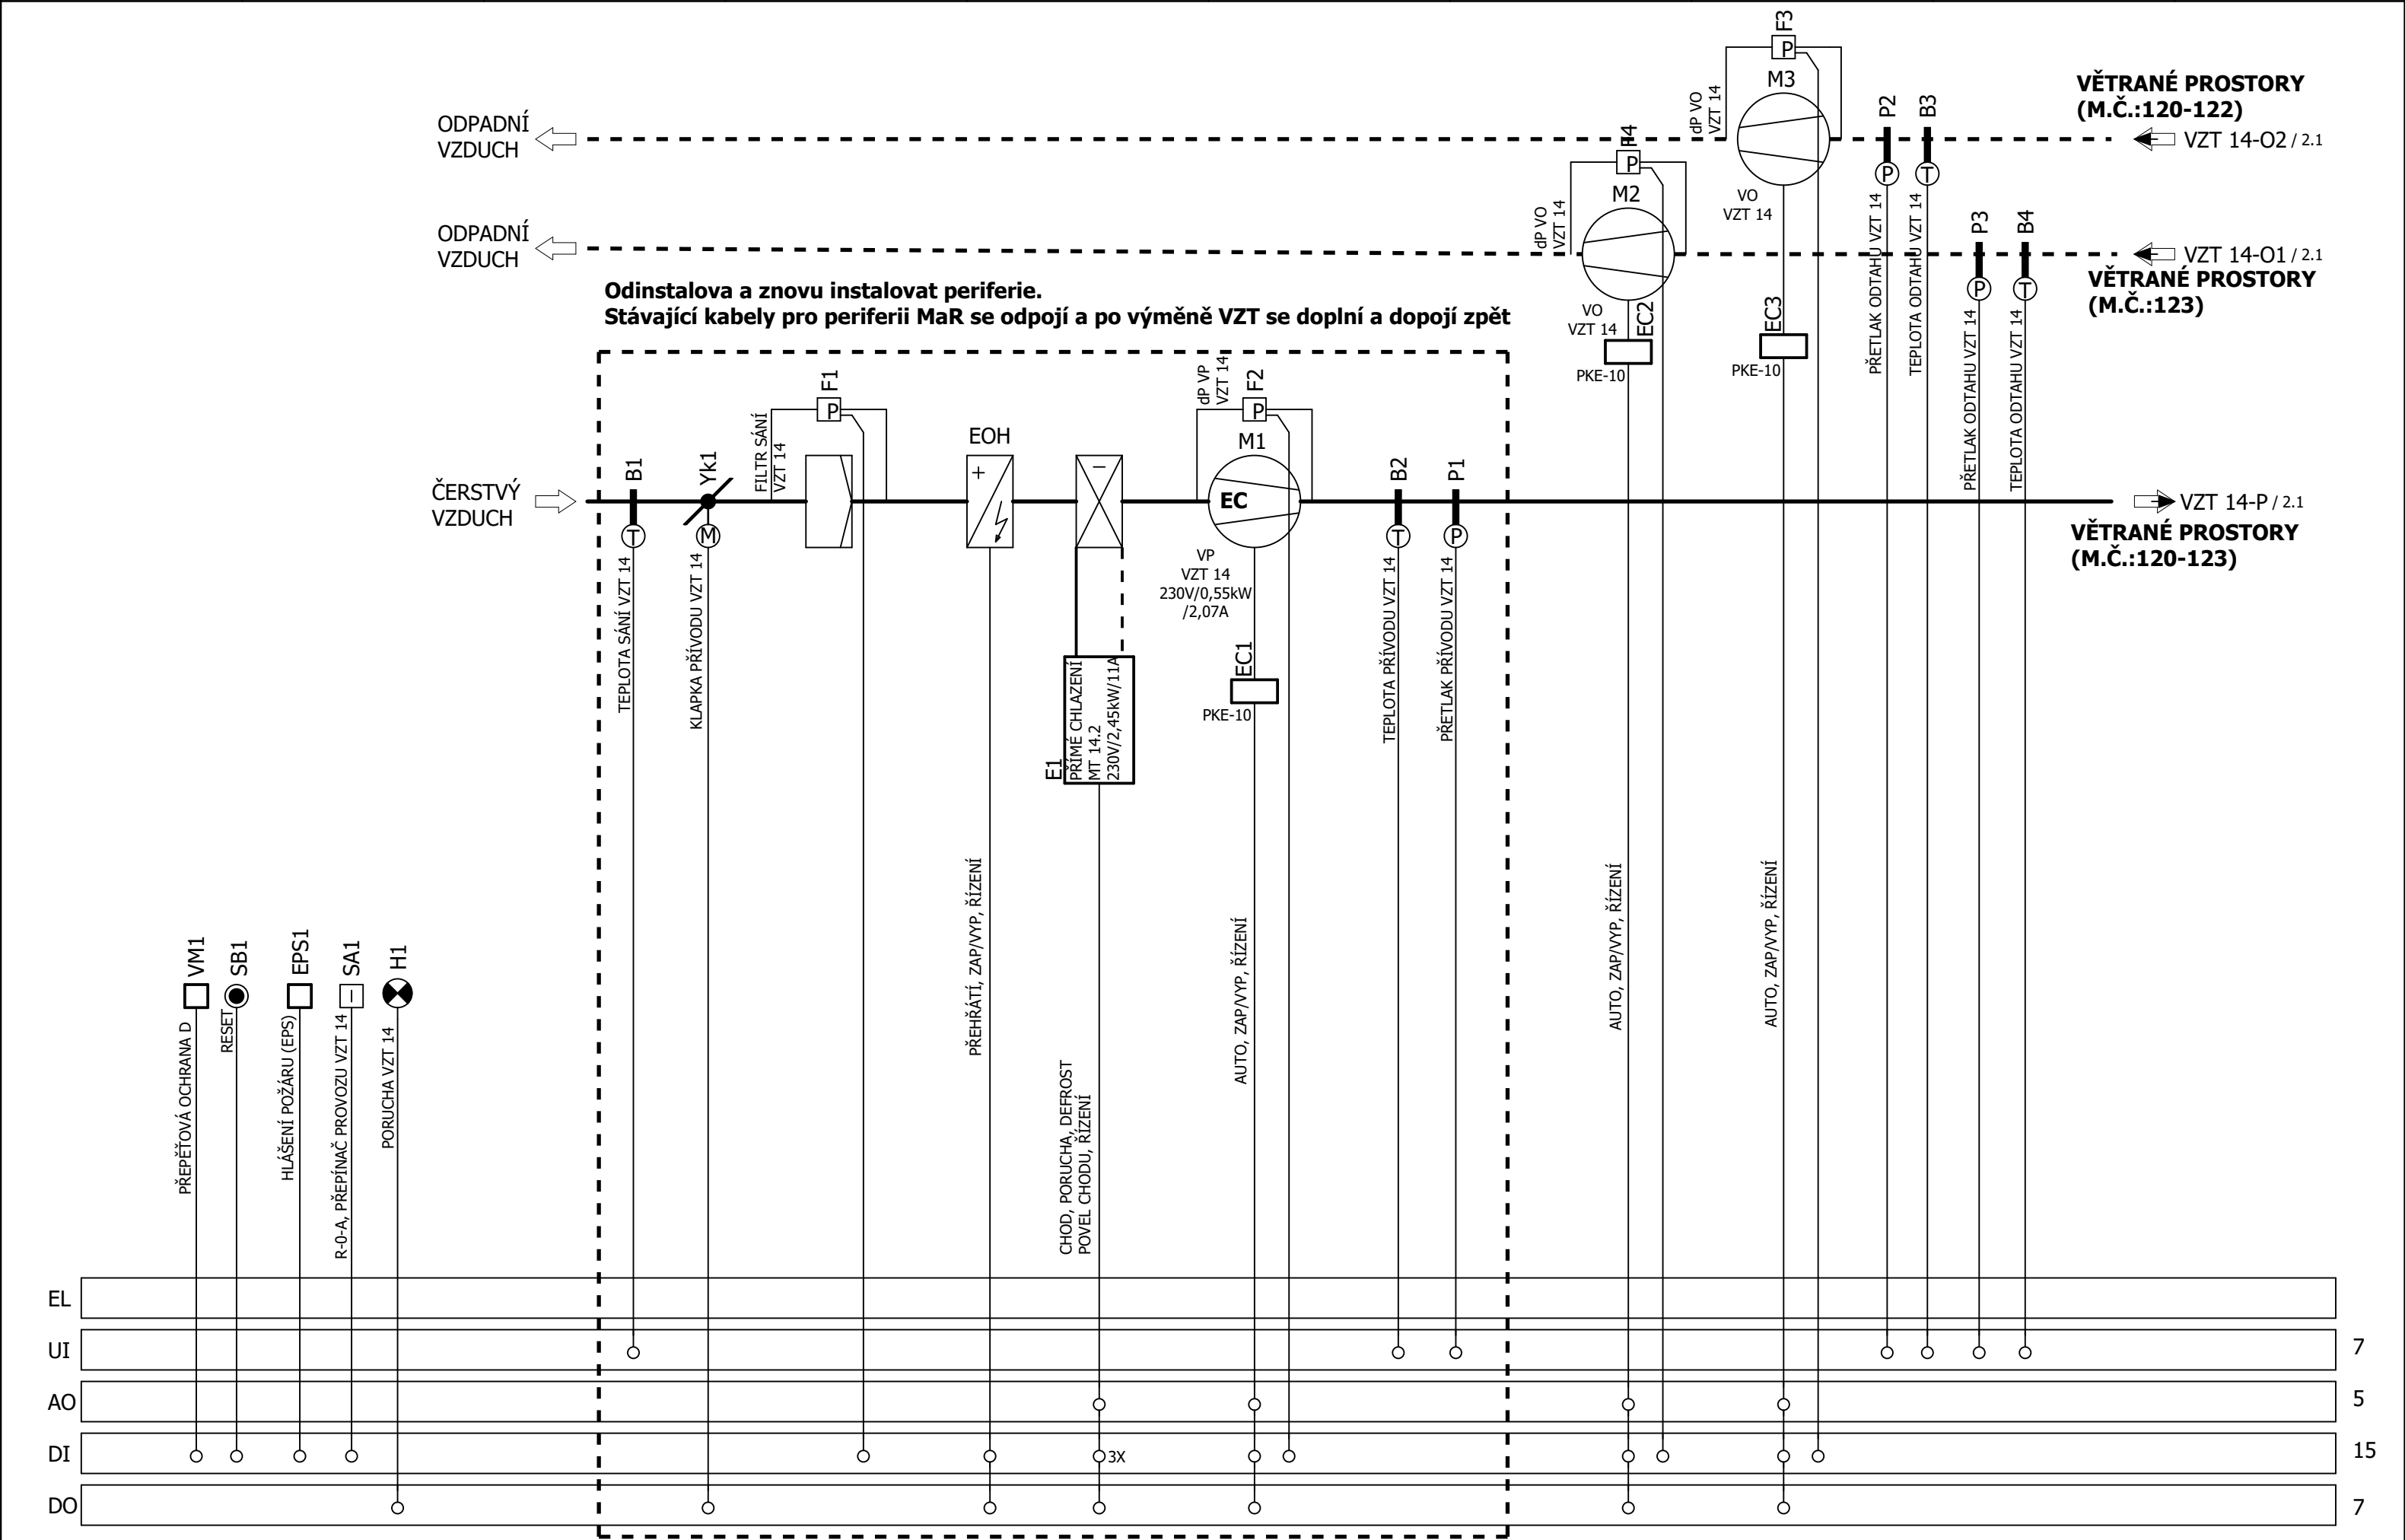 F3
P
M3
dP VO
VZT 14
VO
VZT 14
P2
B3
VĚTRANÉ PROSTORY
(M.Č.:120-122)
ODPADNÍ
VZDUCH
VZT 14-O2 / 2.1
P
T
F4
P
M2
dP VO
VZT 14
VO
VZT 14
P3
B4
ODPADNÍ
VZDUCH
VZT 14-O1 / 2.1
VĚTRANÉ PROSTORY
(M.Č.:123)
P
T
EC2
PKE-10
EC3
PKE-10
PŘETLAK ODTAHU VZT 14
TEPLOTA ODTAHU VZT 14
PŘETLAK ODTAHU VZT 14
TEPLOTA ODTAHU VZT 14
Odinstalova a znovu instalovat periferie.
Stávající kabely pro periferii MaR se odpojí a po výměně VZT se doplní a dopojí zpět
B1
Yk1
FILTR SÁNÍ
VZT 14
F1
P
EOH
+
−
dP VP
VZT 14
F2
P
M1
EC
B2
P1
ČERSTVÝ
VZDUCH
VZT 14-P / 2.1
VĚTRANÉ PROSTORY
(M.Č.:120-123)
T
M
T
P
TEPLOTA SÁNÍ VZT 14
KLAPKA PŘÍVODU VZT 14
VP
VZT 14
230V/0,55kW
/2,07A
EC1
PKE-10
TEPLOTA PŘÍVODU VZT 14
PŘETLAK PŘÍVODU VZT 14
E1
PŘÍMÉ CHLAZENÍ
MT 14.2
230V/2,45kW/11A
PŘEHŘÁTÍ, ZAP/VYP, ŘÍZENÍ
CHOD, PORUCHA, DEFROST
POVEL CHODU, ŘÍZENÍ
AUTO, ZAP/VYP, ŘÍZENÍ
AUTO, ZAP/VYP, ŘÍZENÍ
AUTO, ZAP/VYP, ŘÍZENÍ
VM1
SB1
EPS1
SA1
H1
PŘEPĚŤOVÁ OCHRANA D
RESET
HLÁŠENÍ POŽÁRU (EPS)
R-0-A, PŘEPÍNAČ PROVOZU VZT 14
PORUCHA VZT 14
EL
UI
7
AO
5
DI
3X
15
DO
7